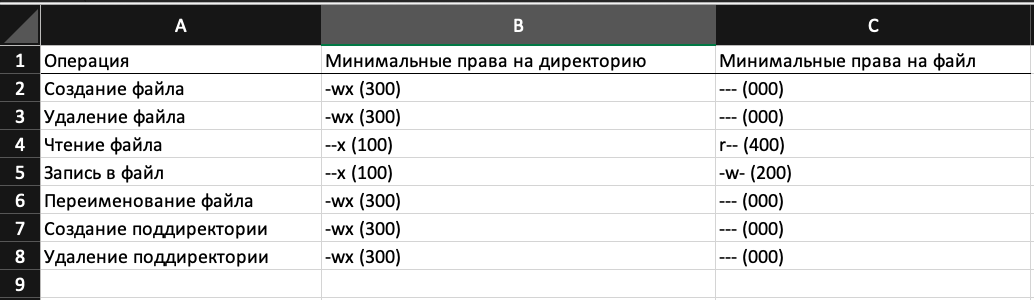 A B C
1 Операция Минимальные права на директорию Минимальные права на файл
2 Создание файла -wx (300) --- (000)
3 Удаление файла -wx (300) --- (000)
4 Чтение файла --x (100) r-- (400)
5 Запись в файл --x (100) -w- (200)
6 Переименование файла -wx (300) --- (000)
7 Создание поддиректории -wx (300) --- (000)
8 Удаление поддиректории -wx (300) --- (000)
9